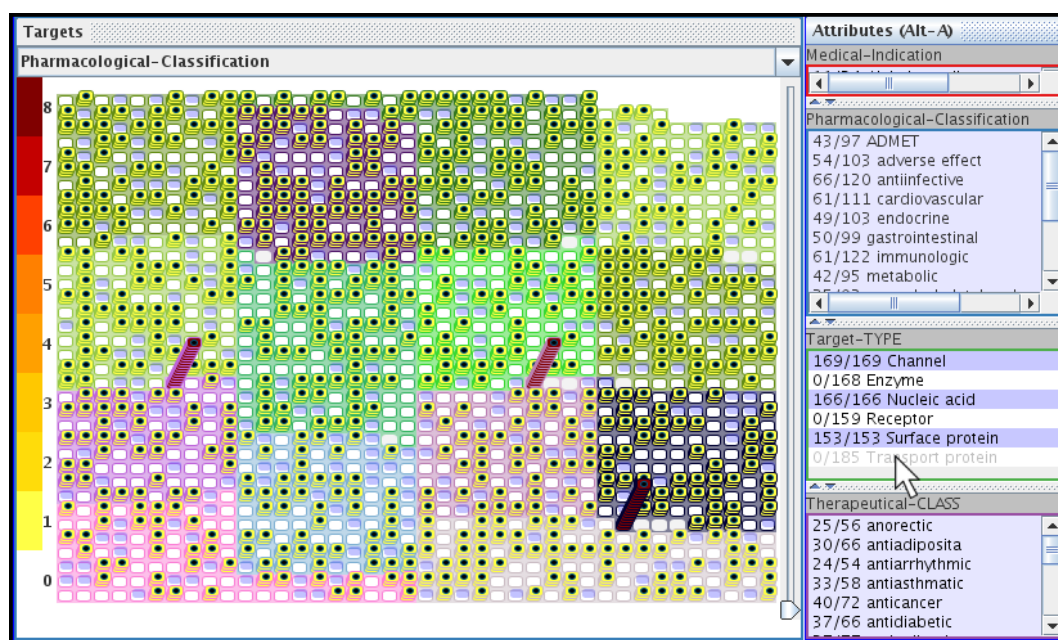 Targets
Pharmacological-Classification
8
7
6
5
4
3
2
1
0
Attributes (Alt-A)
Medical-Indication
Pharmacological-Classification
43/97 ADMET
54/103 adverse effect
66/120 antiinfective
61/111 cardiovascular
49/103 endocrine
50/99 gastrointestinal
61/122 immunologic
42/95 metabolic
Target-TYPE
169/169 Channel
0/168 Enzyme
166/166 Nucleic acid
0/159 Receptor
153/153 Surface protein
0/185 Transport protein
Therapeutical-CLASS
25/56 anorectic
30/66 antiadiposita
24/54 antiarrhythmic
33/58 antiasthmatic
40/72 anticancer
37/66 antidiabetic